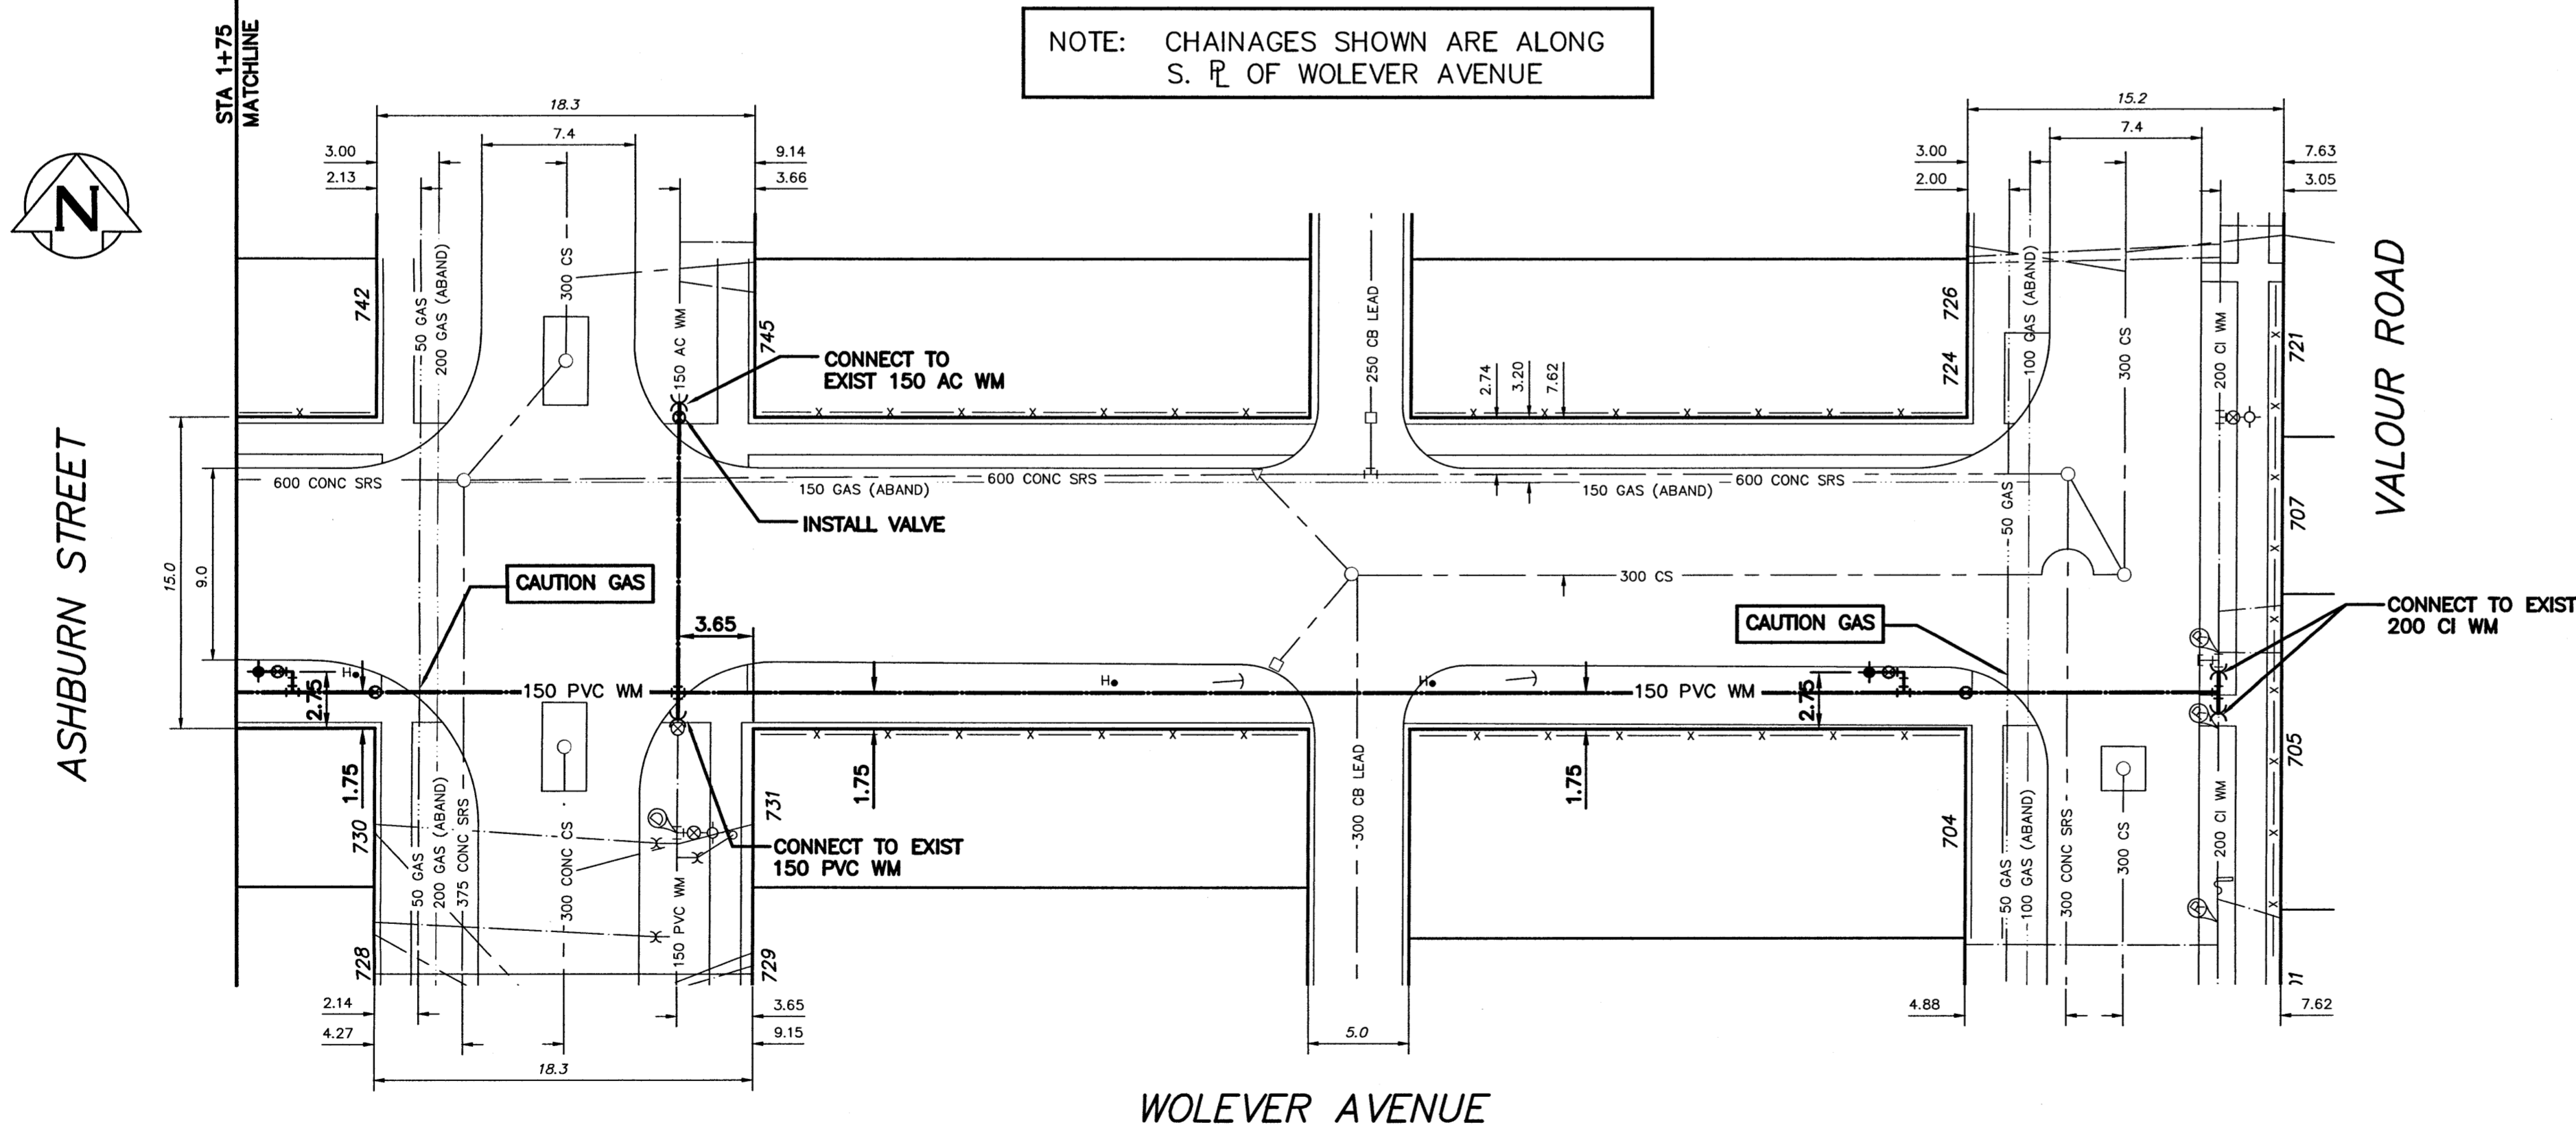 STA 1+75
MATCHLINE
NOTE: CHAINAGES SHOWN ARE ALONG
S. ℙL OF WOLEVER AVENUE
N
18.3
7.4
3.00
2.13
9.14
3.66
15.2
7.4
3.00
2.00
7.63
3.05
742
50 GAS
200 GAS (ABAND)
300 CS
150 AC WM
745
CONNECT TO
EXIST 150 AC WM
250 CB LEAD
2.74
3.20
7.62
726
724
100 GAS (ABAND)
300 CS
200 CI WM
721
VALOUR ROAD
600 CONC SRS
150 GAS (ABAND)
600 CONC SRS
150 GAS (ABAND)
600 CONC SRS
50 GAS
707
INSTALL VALVE
ASHBURN STREET
15.0
9.0
CAUTION GAS
300 CS
3.65
CAUTION GAS
CONNECT TO EXIST
200 CI WM
H
2.75
150 PVC WM
H
H
150 PVC WM
2.75
1.75
1.75
1.75
705
730
50 GAS
200 GAS (ABAND)
375 CONC SRS
300 CONC CS
150 PVC WM
731
CONNECT TO EXIST
150 PVC WM
300 CB LEAD
704
50 GAS
100 GAS (ABAND)
300 CONC SRS
300 CS
200 CI WM
728
729
2.14
4.27
3.65
9.15
18.3
5.0
4.88
7.62
WOLEVER AVENUE